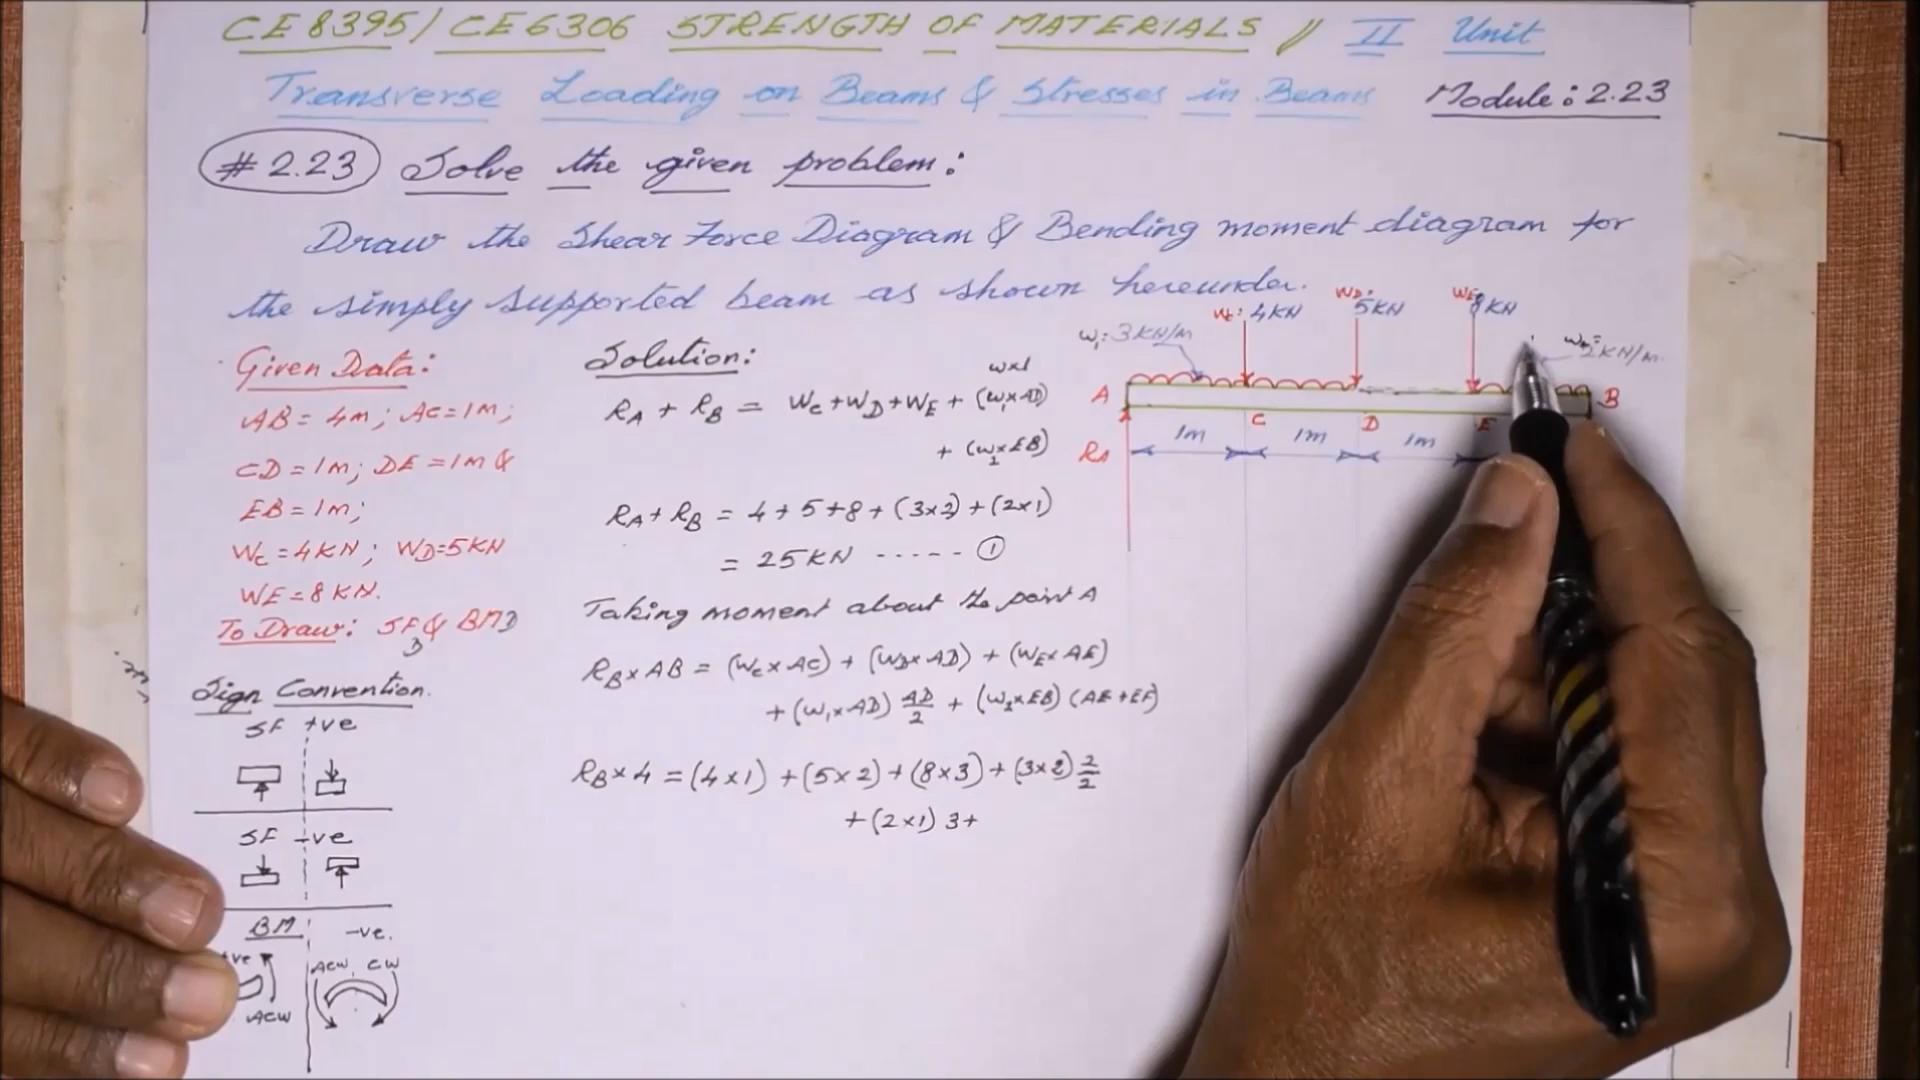 CE 8395 / CE 6306 STRENGTH OF MATERIALS // II Unit
Transverse Loading on Beams & Stresses in Beams
Module: 2.23
# 2.23 Solve the given problem:
Draw the Shear Force Diagram & Bending moment diagram for
the simply supported beam as shown hereunder.
Given Data:
AB = 4m; AC = 1m;
CD = 1m; DE = 1m &
EB = 1m;
Wc = 4KN; WD = 5KN
WE = 8KN.
To Draw: SFD & BMD
Sign Convention.
SF +ve
SF -ve
BM -ve.
ACW CW
ACW
Solution:
w×l
RA + RB = Wc + WD + WE + (w1×AD)
+ (w2×EB)
RA + RB = 4 + 5 + 8 + (3×2) + (2×1)
= 25KN ----- ①
Taking moment about the point A
RB × AB = (Wc × AC) + (WD × AD) + (WE × AE)
+ (w1 × AD) AD/2 + (w2 × EB) (AE + EF)
RB × 4 = (4×1) + (5×2) + (8×3) + (3×2) 2/2
+ (2×1) 3 +
w1: 3KN/m
Wc: 4KN
WD: 5KN
8KN
2KN/m
A
B
C
D
E
RA
1m
1m
1m